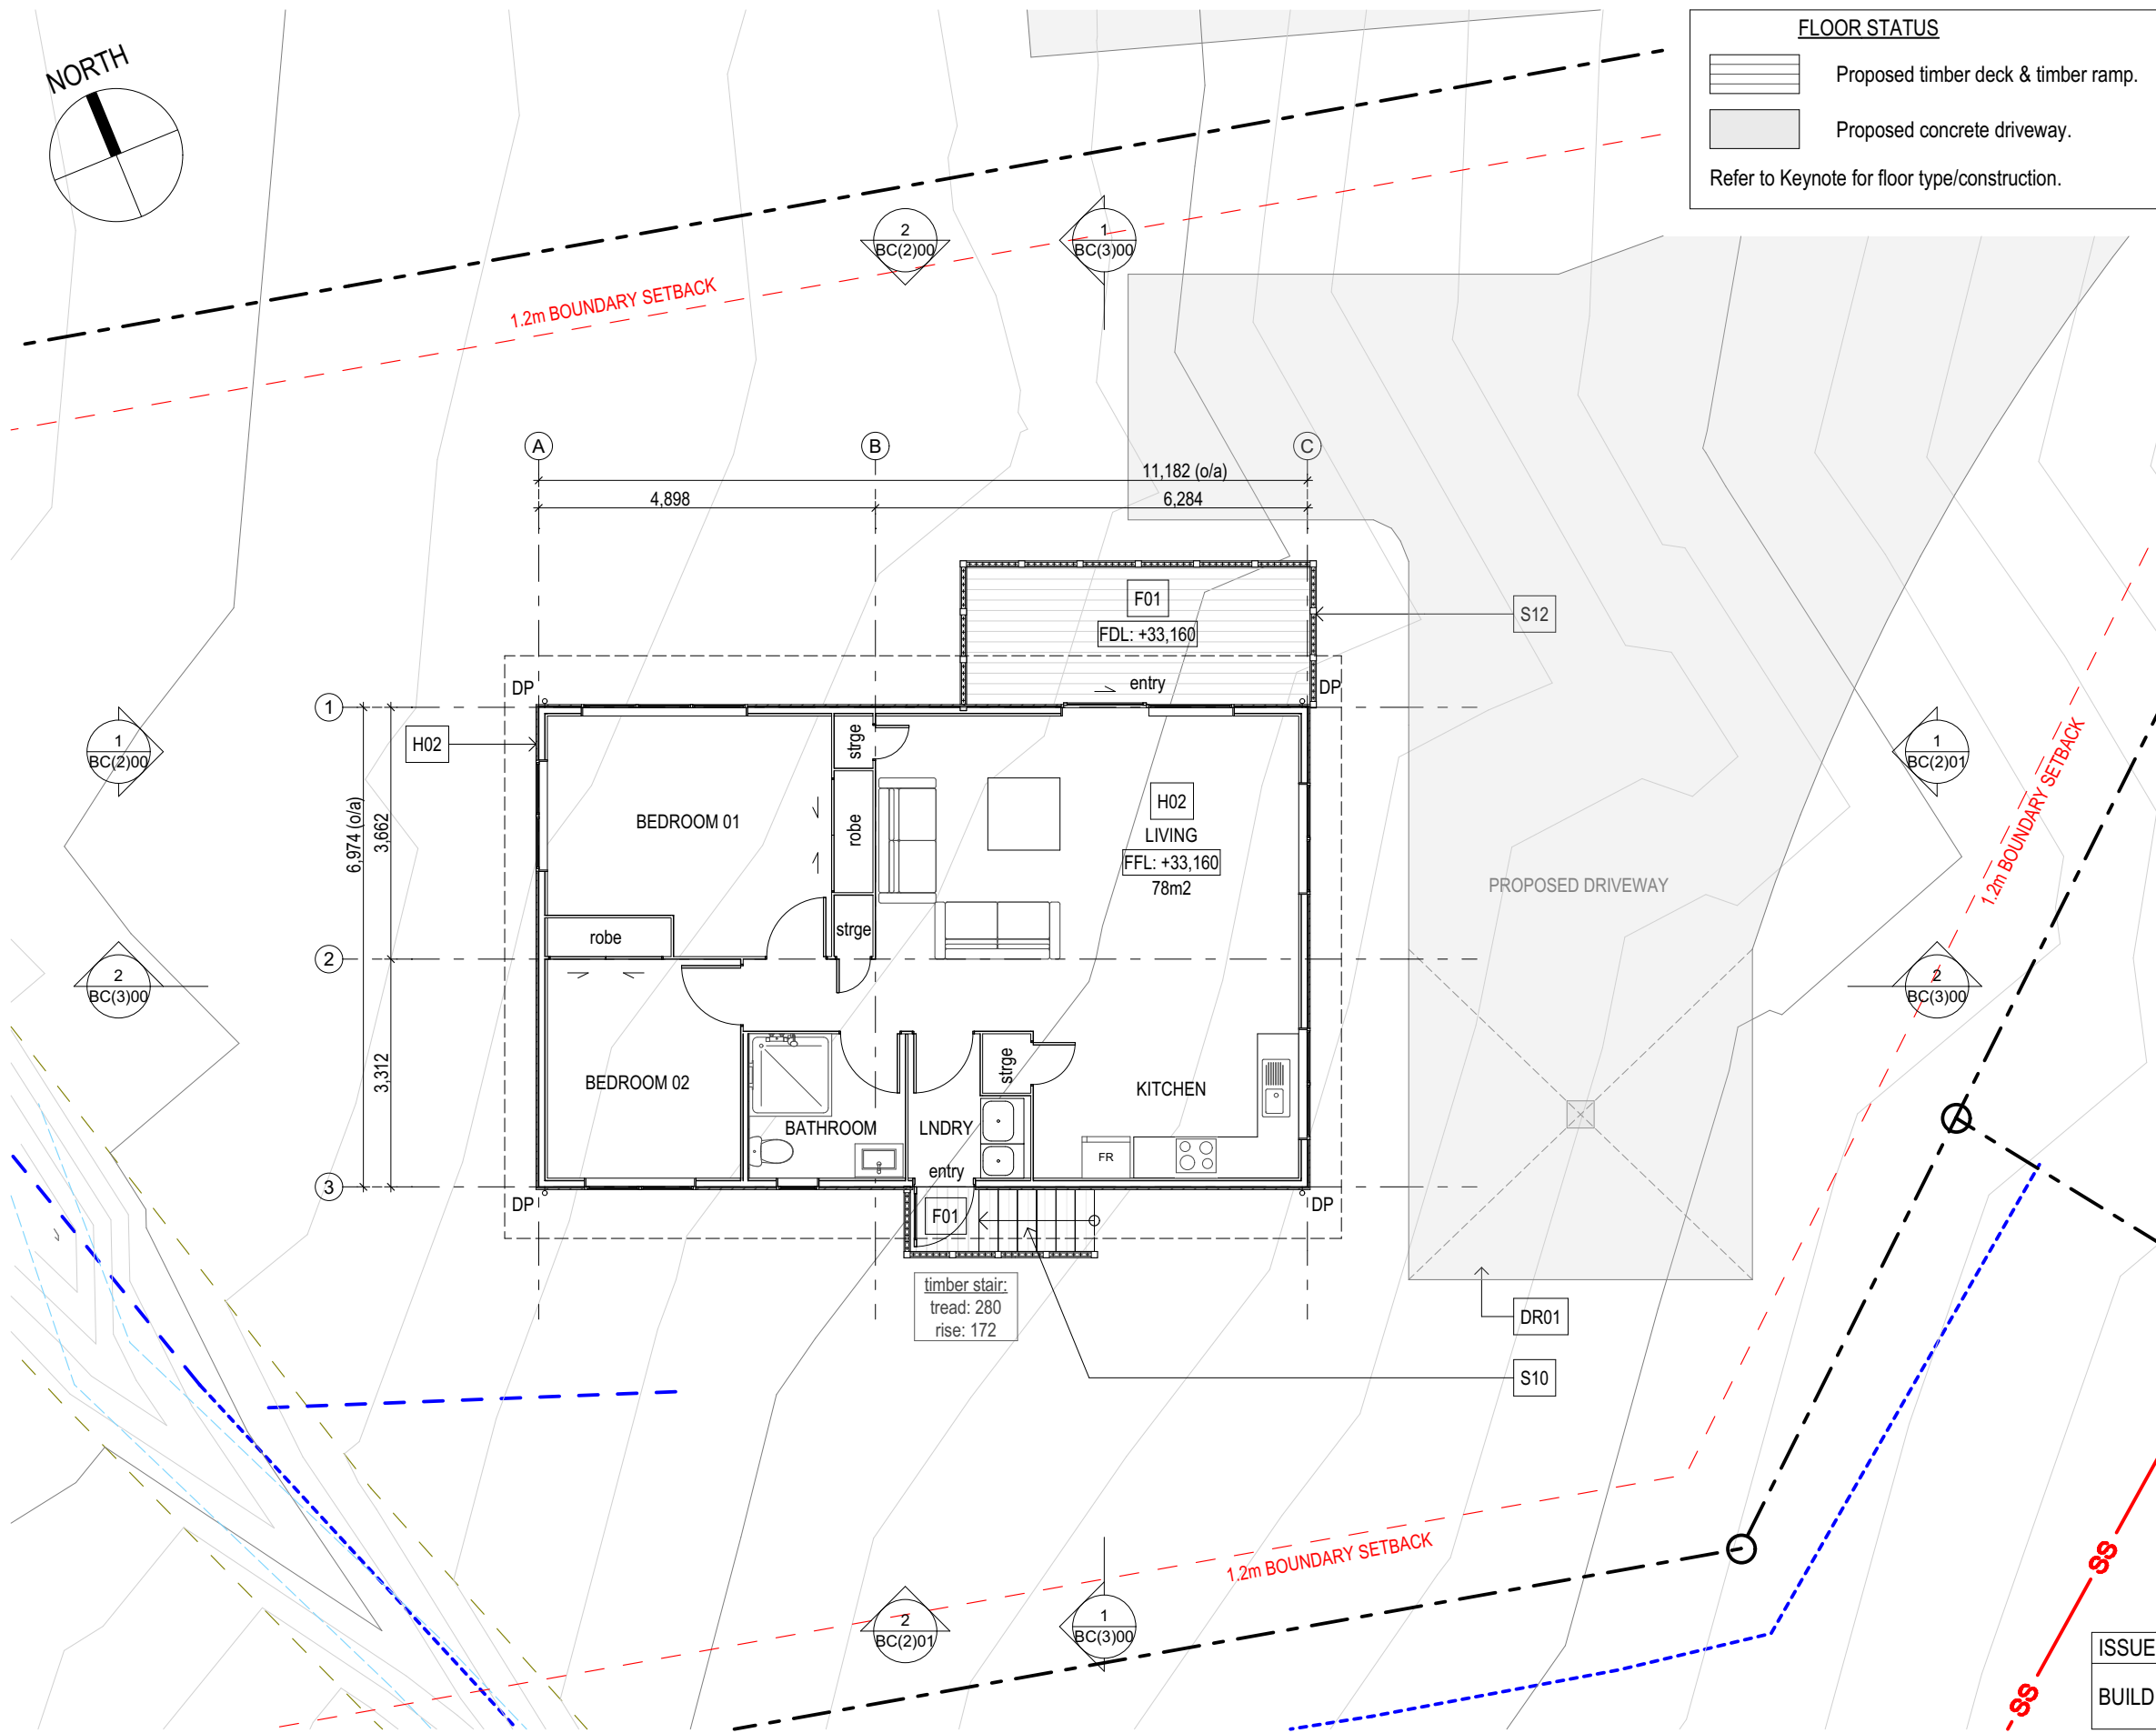 NORTH
FLOOR STATUS
Proposed timber deck & timber ramp.
Proposed concrete driveway.
Refer to Keynote for floor type/construction.
2
BC(2)00
1
BC(3)00
1.2m BOUNDARY SETBACK
A
B
C
11,182 (o/a)
4,898
6,284
F01
FDL: +33,160
S12
entry
DP
DP
1
H02
1
BC(2)00
1
BC(2)01
1.2m BOUNDARY SETBACK
6,974 (o/a)
3,662
strge
BEDROOM 01
robe
H02
LIVING
FFL: +33,160
78m2
PROPOSED DRIVEWAY
robe
strge
2
2
BC(3)00
2
BC(3)00
3,312
BEDROOM 02
strge
KITCHEN
BATHROOM
LNDRY
FR
entry
3
DP
DP
F01
timber stair:
tread: 280
rise: 172
DR01
S10
1.2m BOUNDARY SETBACK
2
BC(2)01
1
BC(3)00
SS
SS
ISSUE
BUILD